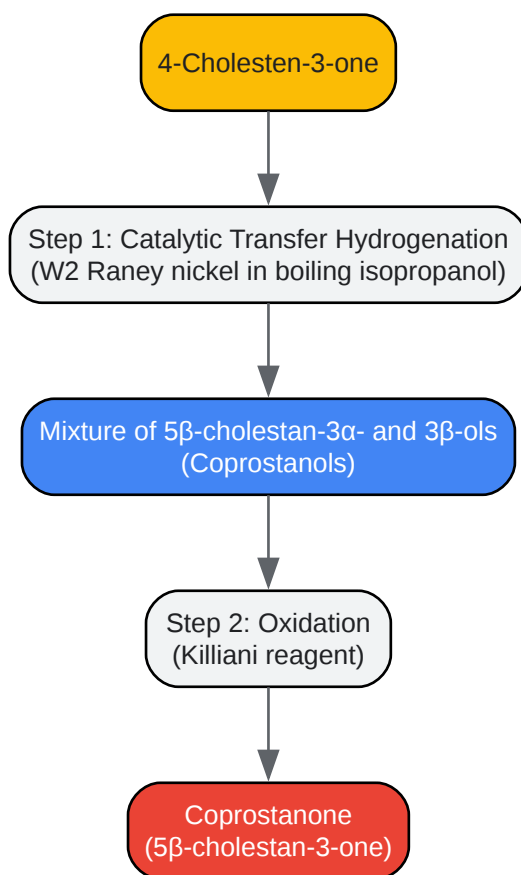 4-Cholesten-3-one
Step 1: Catalytic Transfer Hydrogenation
(W2 Raney nickel in boiling isopropanol)
Mixture of 5β-cholestan-3α- and 3β-ols
(Coprostanols)
Step 2: Oxidation
(Killiani reagent)
Coprostanone
(5β-cholestan-3-one)